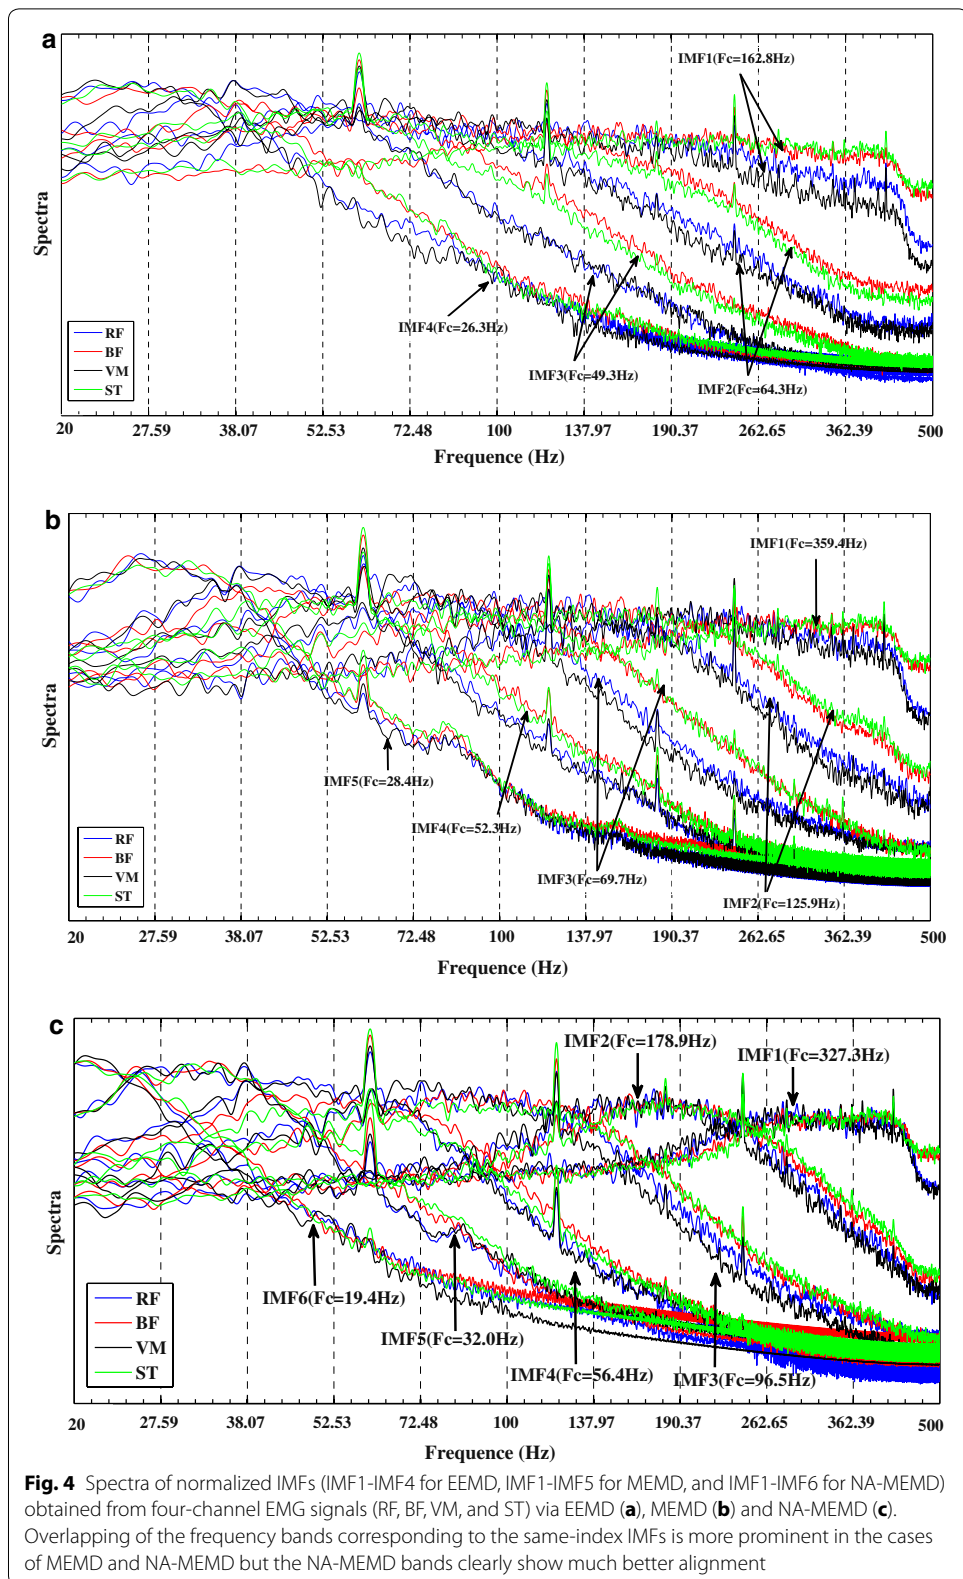 a
IMF1(Fc=162.8Hz)
Spectra
IMF4(Fc=26.3Hz)
IMF3(Fc=49.3Hz)
IMF2(Fc=64.3Hz)
RF
BF
VM
ST
20 27.59 38.07 52.53 72.48 100 137.97 190.37 262.65 362.39 500
Frequence (Hz)
b
IMF1(Fc=359.4Hz)
Spectra
IMF5(Fc=28.4Hz)
IMF4(Fc=52.3Hz)
IMF3(Fc=69.7Hz)
IMF2(Fc=125.9Hz)
RF
BF
VM
ST
20 27.59 38.07 52.53 72.48 100 137.97 190.37 262.65 362.39 500
Frequence (Hz)
c
IMF2(Fc=178.9Hz)
IMF1(Fc=327.3Hz)
Spectra
IMF6(Fc=19.4Hz)
IMF5(Fc=32.0Hz)
IMF4(Fc=56.4Hz)
IMF3(Fc=96.5Hz)
RF
BF
VM
ST
20 27.59 38.07 52.53 72.48 100 137.97 190.37 262.65 362.39 500
Frequence (Hz)
Fig. 4 Spectra of normalized IMFs (IMF1-IMF4 for EEMD, IMF1-IMF5 for MEMD, and IMF1-IMF6 for NA-MEMD)
obtained from four-channel EMG signals (RF, BF, VM, and ST) via EEMD (a), MEMD (b) and NA-MEMD (c).
Overlapping of the frequency bands corresponding to the same-index IMFs is more prominent in the cases
of MEMD and NA-MEMD but the NA-MEMD bands clearly show much better alignment